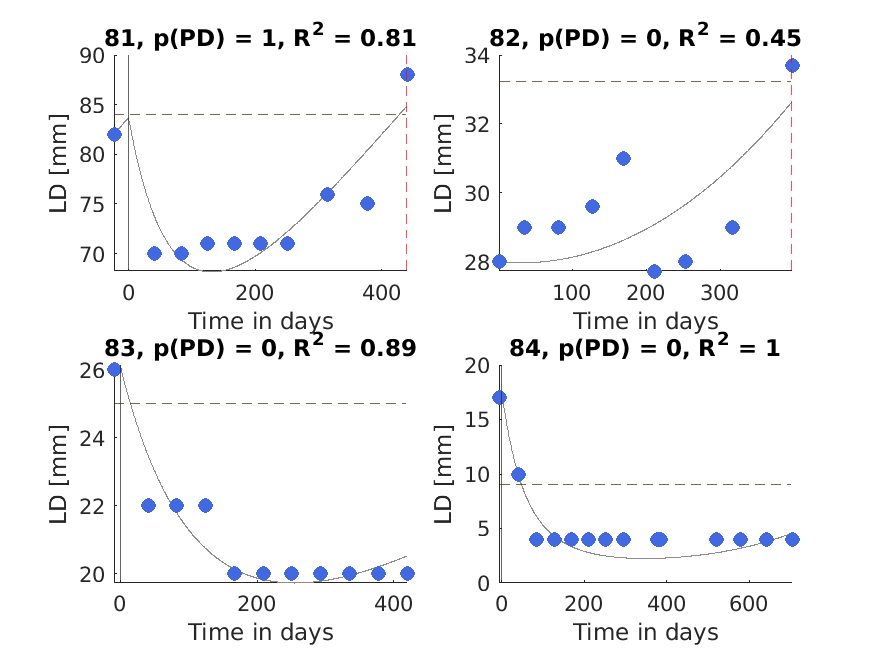 81, p(PD) = 1, R2 = 0.81
90
85
80
75
70
LD [mm]
0
200
400
Time in days
82, p(PD) = 0, R2 = 0.45
34
32
30
28
LD [mm]
100
200
300
Time in days
83, p(PD) = 0, R2 = 0.89
26
24
22
20
LD [mm]
0
200
400
Time in days
84, p(PD) = 0, R2 = 1
20
15
10
5
0
LD [mm]
0
200
400
600
Time in days